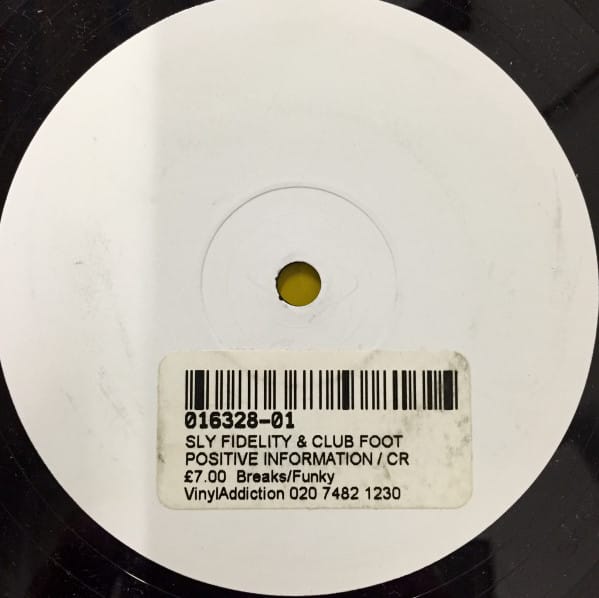 016328-01
SLY FIDELITY & CLUB FOOT
POSITIVE INFORMATION / CR
£7.00 Breaks/Funky
VinylAddiction 020 7482 1230